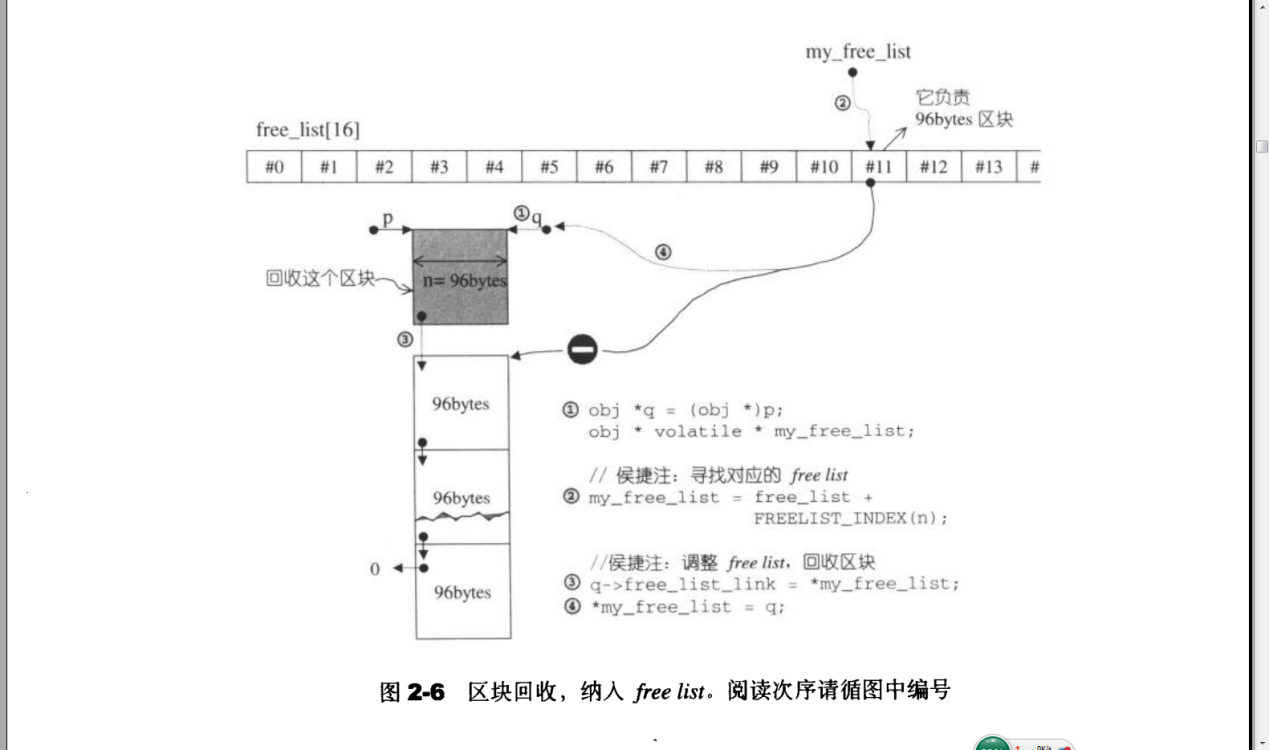 my_free_list
②
它负责
96bytes 区块
free_list[16]
#0 #1 #2 #3 #4 #5 #6 #7 #8 #9 #10 #11 #12 #13 #
p
①q
④
回收这个区块
n= 96bytes
③
96bytes
① obj *q = (obj *)p;
obj * volatile * my_free_list;
// 侯捷注：寻找对应的 free list
96bytes
② my_free_list = free_list +
FREELIST_INDEX(n);
//侯捷注：调整 free list，回收区块
0
③ q->free_list_link = *my_free_list;
96bytes
④ *my_free_list = q;
图 2-6 区块回收，纳入 free list。阅读次序请循图中编号